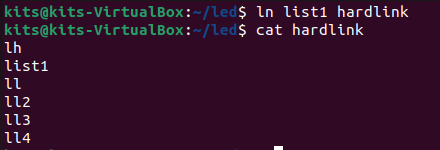 kits@kits-VirtualBox:~/led$ ln list1 hardlink
kits@kits-VirtualBox:~/led$ cat hardlink
lh
list1
ll
ll2
ll3
ll4